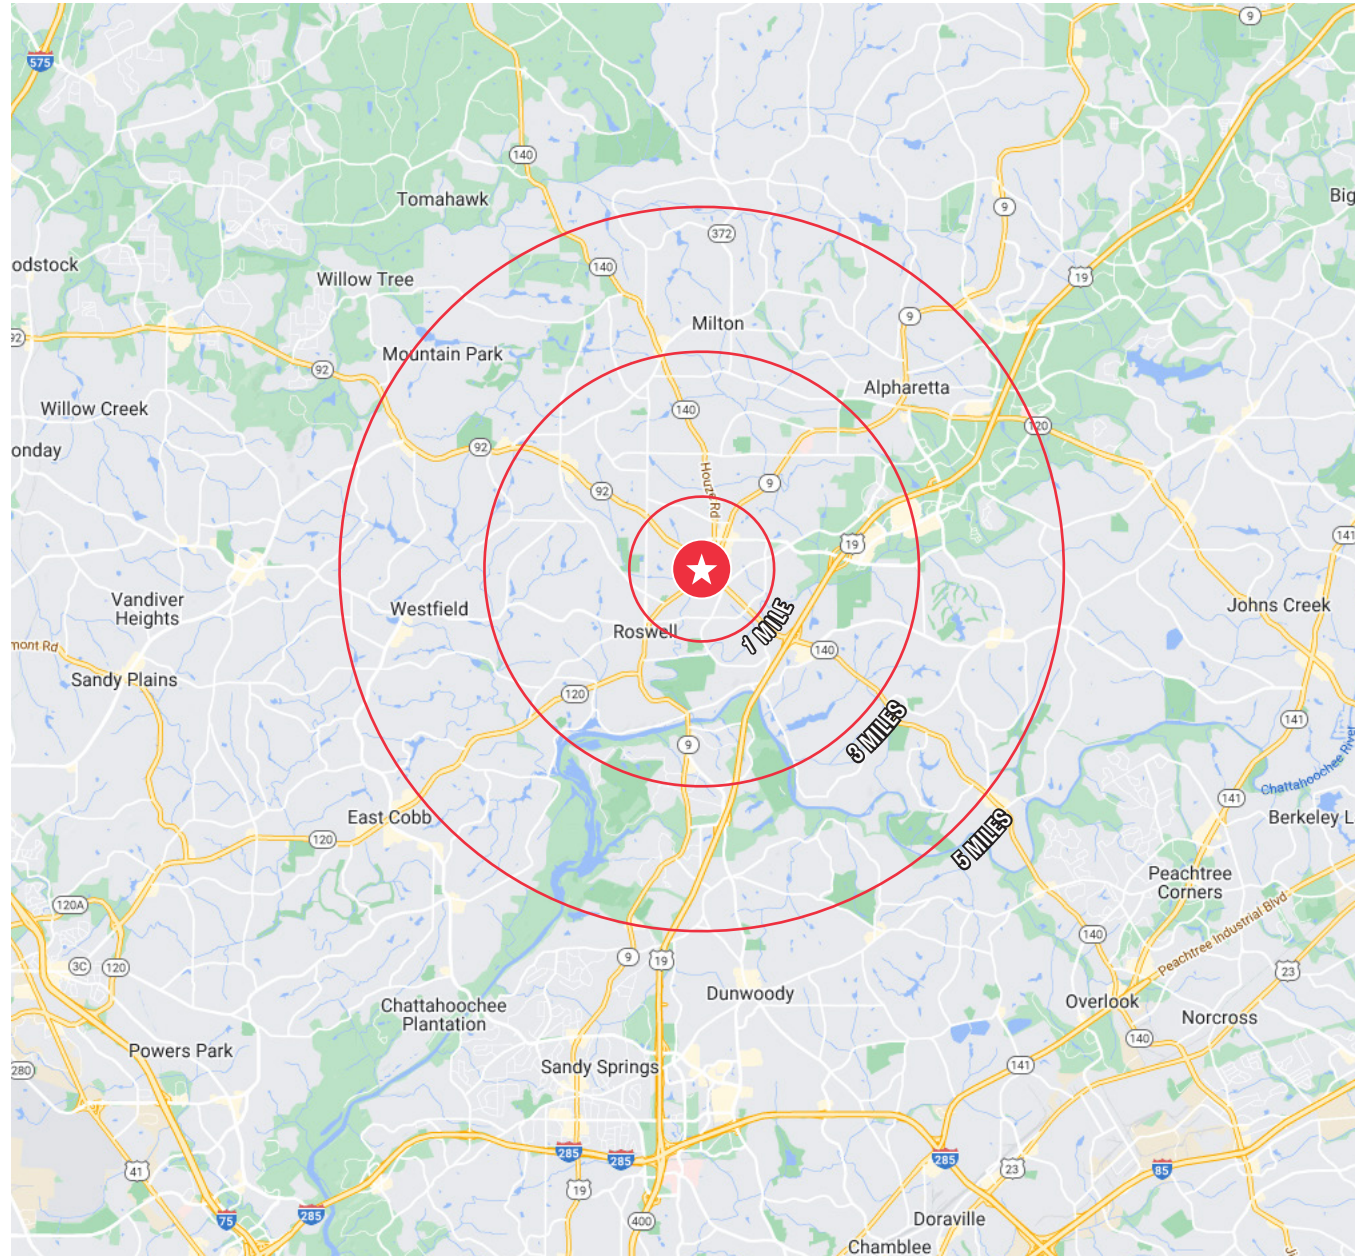 9
575
140
Tomahawk
9
Big
372
odstock
140
19
Willow Tree
9
Milton
92
Mountain Park
92
Alpharetta
Willow Creek
140
120
onday
92
9
92
Houze Rd
141
19
Vandiver
Heights
Westfield
Johns Creek
1 MILE
Roswell
mont Rd
140
Sandy Plains
120
3 MILES
141
9
Chattahoochee River
141
East Cobb
Berkeley L
5 MILES
120
Peachtree
Corners
120A
140
Peachtree Industrial Blvd
3C
120
9
19
23
Dunwoody
Chattahoochee
Plantation
Overlook
Norcross
Powers Park
140
Sandy Springs
141
280
285
285
285
23
85
41
19
75
285
400
Doraville
Chamblee